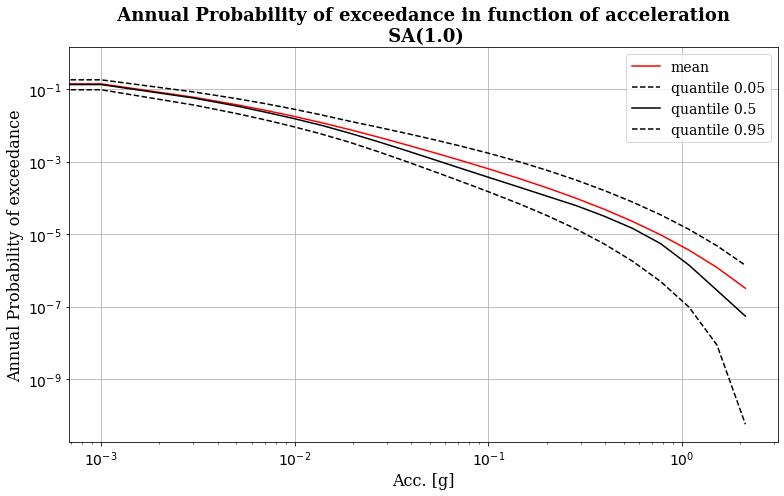 Annual Probability of exceedance in function of acceleration
SA(1.0)
mean
quantile 0.05
quantile 0.5
quantile 0.95
Annual Probability of exceedance
10⁻¹
10⁻³
10⁻⁵
10⁻⁷
10⁻⁹
10⁻³ 10⁻² 10⁻¹ 10⁰
Acc. [g]